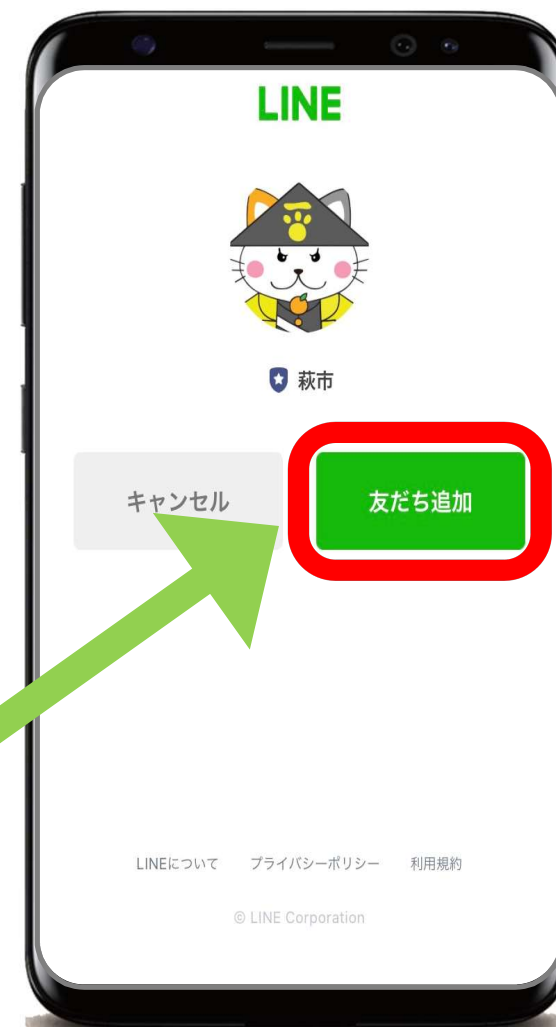 LINE
萩市
キャンセル
友だち追加
LINEについて プライバシーポリシー 利用規約
© LINE Corporation